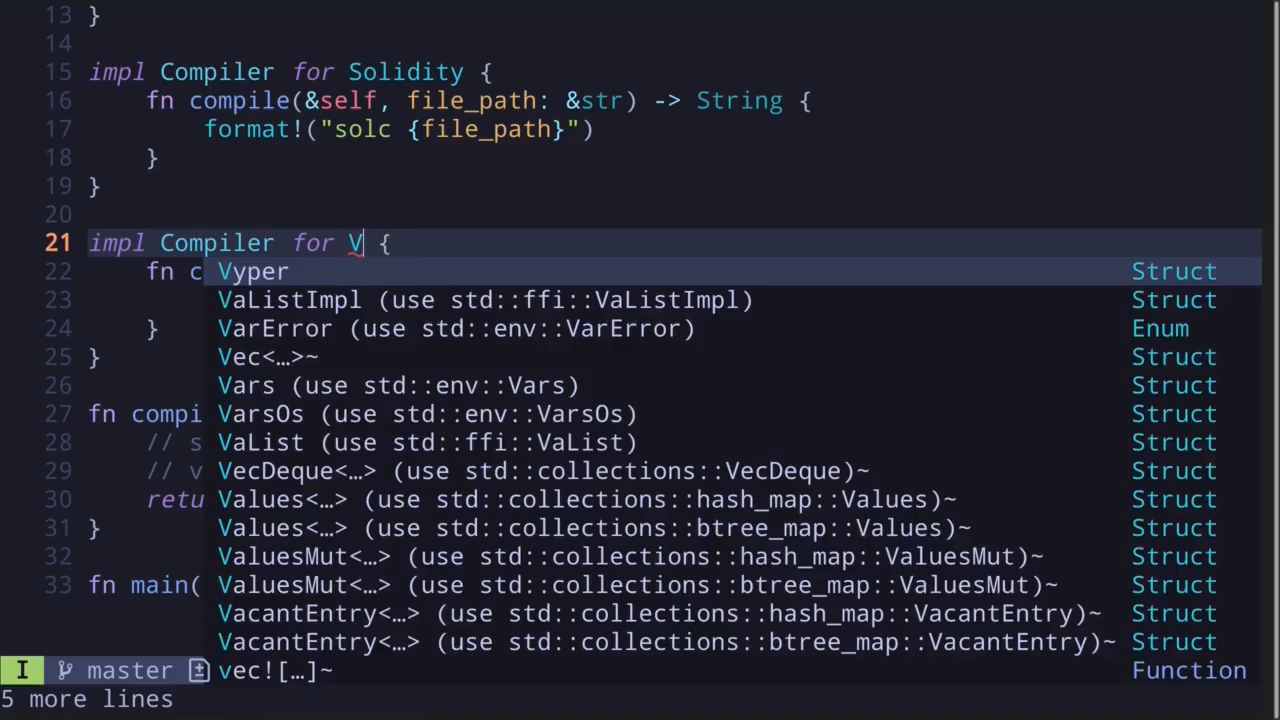 13 }
14
15 impl Compiler for Solidity {
16     fn compile(&self, file_path: &str) -> String {
17         format!("solc {file_path}")
18     }
19 }
20
21 impl Compiler for V {
22     fn c Vyper Struct
23 VaListImpl (use std::ffi::VaListImpl) Struct
24     } VarError (use std::env::VarError) Enum
25 } Vec<…>~ Struct
26 Vars (use std::env::Vars) Struct
27 fn compi VarsOs (use std::env::VarsOs) Struct
28     // s VaList (use std::ffi::VaList) Struct
29     // v VecDeque<…> (use std::collections::VecDeque)~ Struct
30     retu Values<…> (use std::collections::hash_map::Values)~ Struct
31 } Values<…> (use std::collections::btree_map::Values)~ Struct
32 ValuesMut<…> (use std::collections::hash_map::ValuesMut)~ Struct
33 fn main( ValuesMut<…> (use std::collections::btree_map::ValuesMut)~ Struct
VacantEntry<…> (use std::collections::hash_map::VacantEntry)~ Struct
VacantEntry<…> (use std::collections::btree_map::VacantEntry)~ Struct
I master vec![…]~ Function
5 more lines